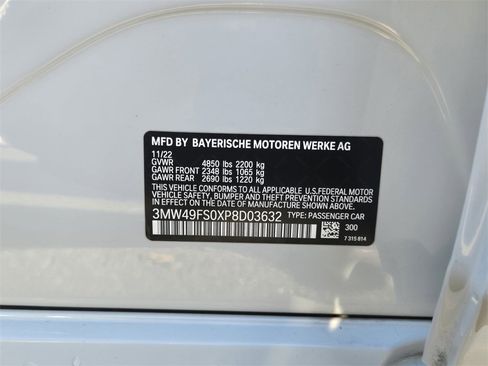 MFD BY BAYERISCHE MOTOREN WERKE AG
11/22
GVWR 4850 lbs 2200 kg
GAWR FRONT 2348 lbs 1065 kg
GAWR REAR 2690 lbs 1220 kg
THIS VEHICLE CONFORMS TO ALL APPLICABLE U.S. FEDERAL MOTOR
VEHICLE SAFETY, BUMPER AND THEFT PREVENTION STANDARDS IN
EFFECT ON THE DATE OF MANUFACTURE SHOWN ABOVE.
3MW49FS0XP8D03632 TYPE: PASSENGER CAR
300
7 315 814